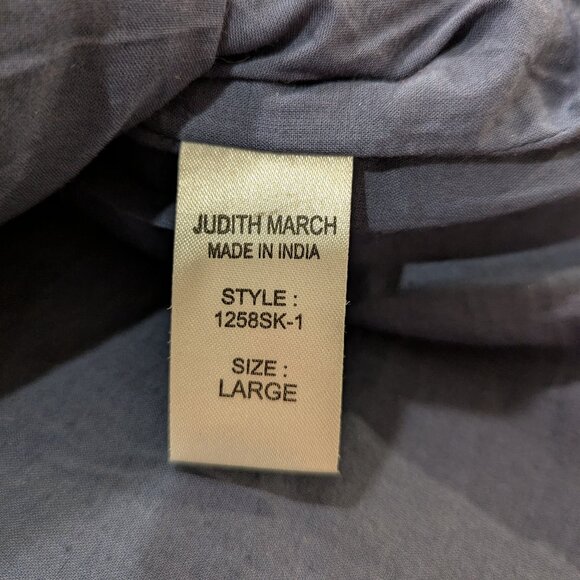 JUDITH MARCH
MADE IN INDIA
STYLE :
1258SK-1
SIZE :
LARGE